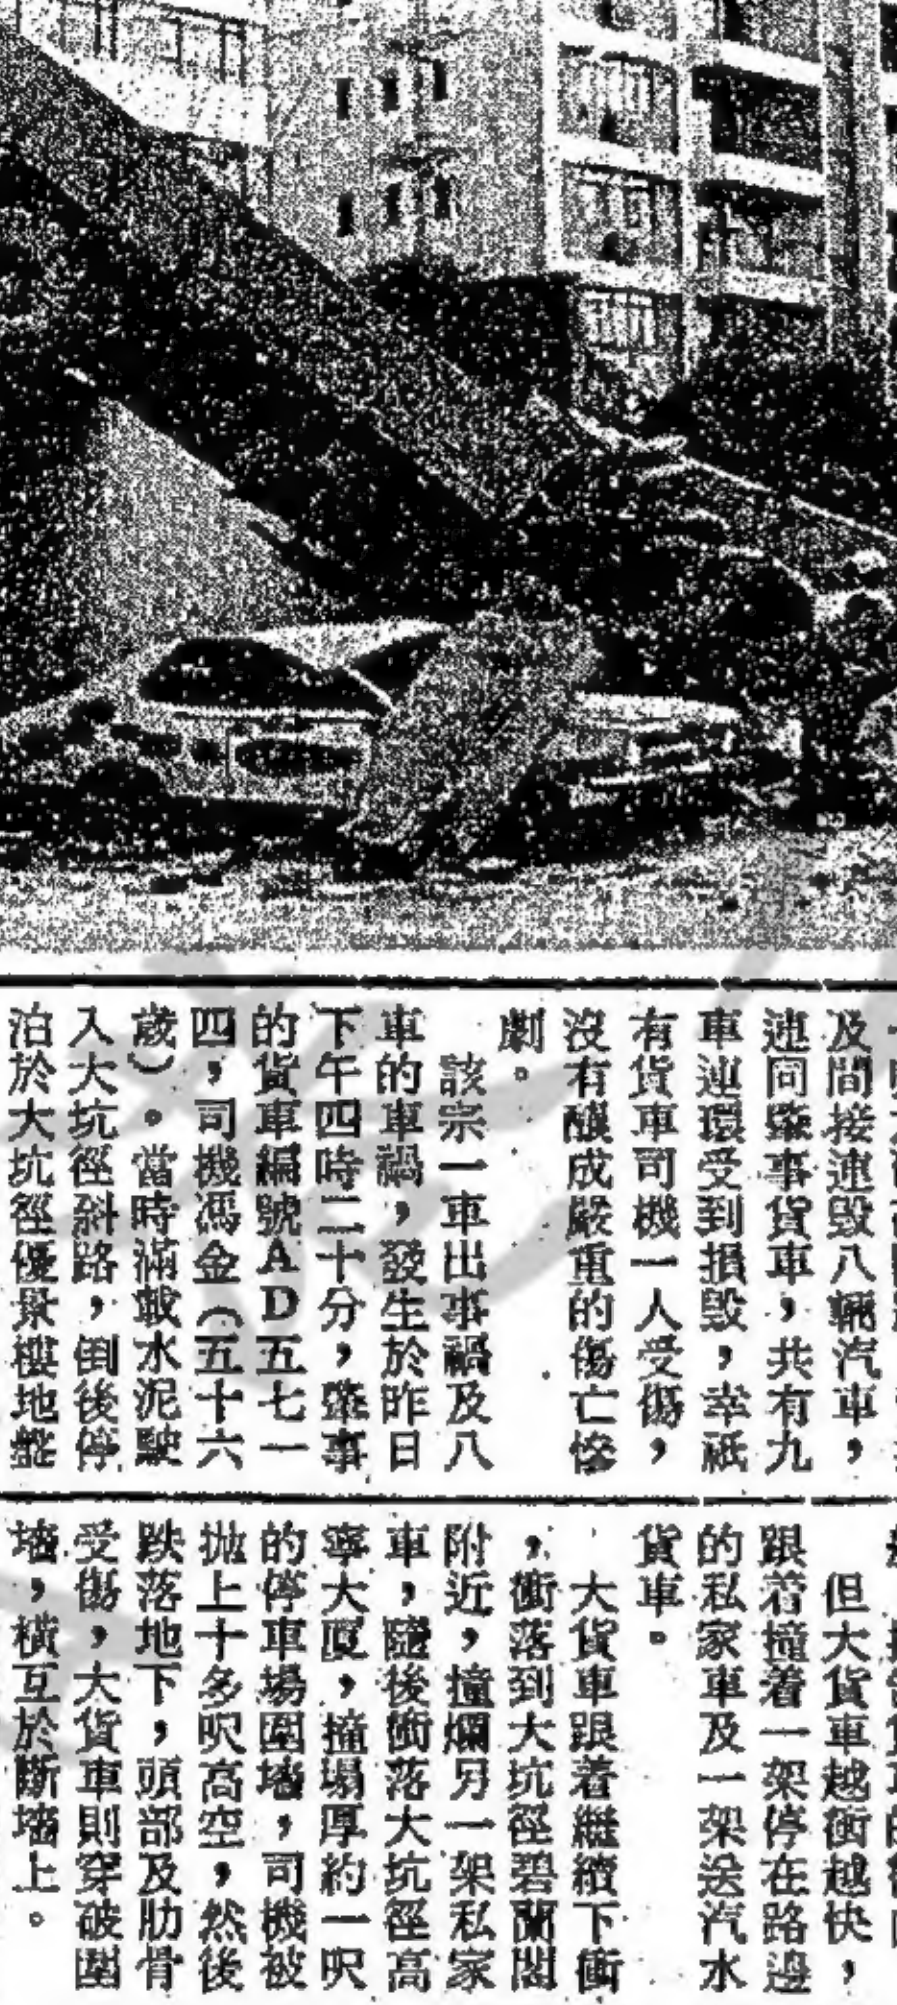 及間接速毀八輛汽車，
連同肇事貨車，共有九
車連環受到損毀，幸祗
有貨車司機一人受傷，
沒有釀成嚴重的傷亡慘
劇。
該宗一車出事禍及八
車的車禍，發生於昨日
下午四時二十分，肇事
的貨車編號AD五七一
四，司機馮金（五十六
歲）。當時滿載水泥駛
入大坑徑斜路，倒後停
泊於大坑徑優景樓地盤
但大貨車越衝越快，
跟着撞着一架停在路邊
的私家車及一架送汽水
貨車。
大貨車跟着繼續下衝
，衝落到大坑徑碧蘭閣
附近，撞爛另一架私家
車，隨後衝落大坑徑高
寧大廈，撞塌厚約一呎
的停車場圍墻，司機被
拋上十多呎高空，然後
跌落地下，頭部及肋骨
受傷，大貨車則穿破圍
墻，橫互於斷墻上。